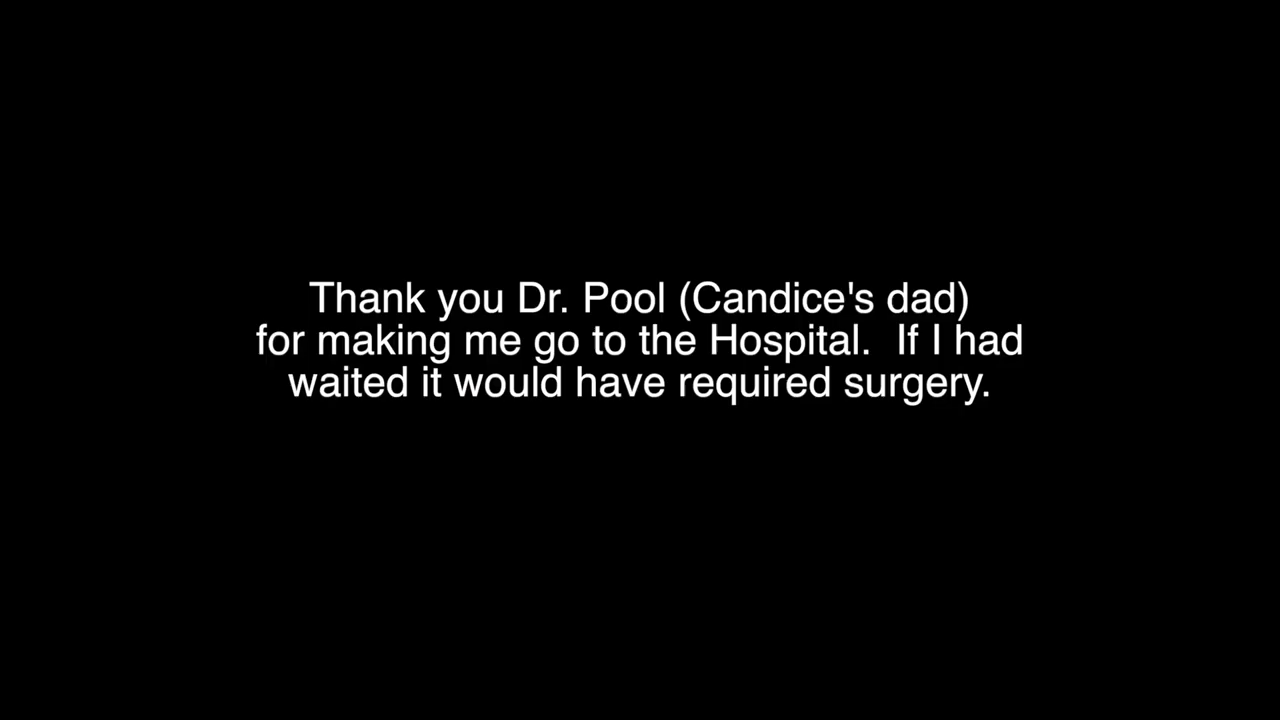 Thank you Dr. Pool (Candice's dad)
for making me go to the Hospital.  If I had
waited it would have required surgery.